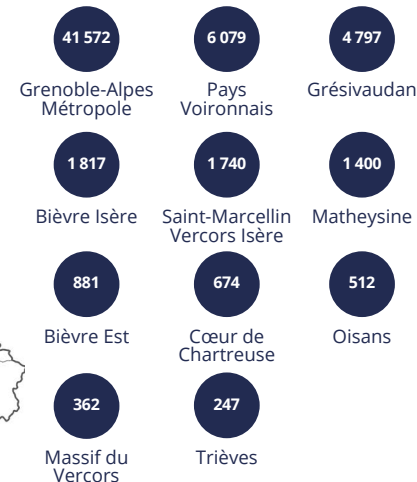 41 572
Grenoble-Alpes
Métropole
6 079
Pays
Voironnais
4 797
Grésivaudan
1 817
Bièvre Isère
1 740
Saint-Marcellin
Vercors Isère
1 400
Matheysine
881
Bièvre Est
674
Cœur de
Chartreuse
512
Oisans
362
Massif du
Vercors
247
Trièves